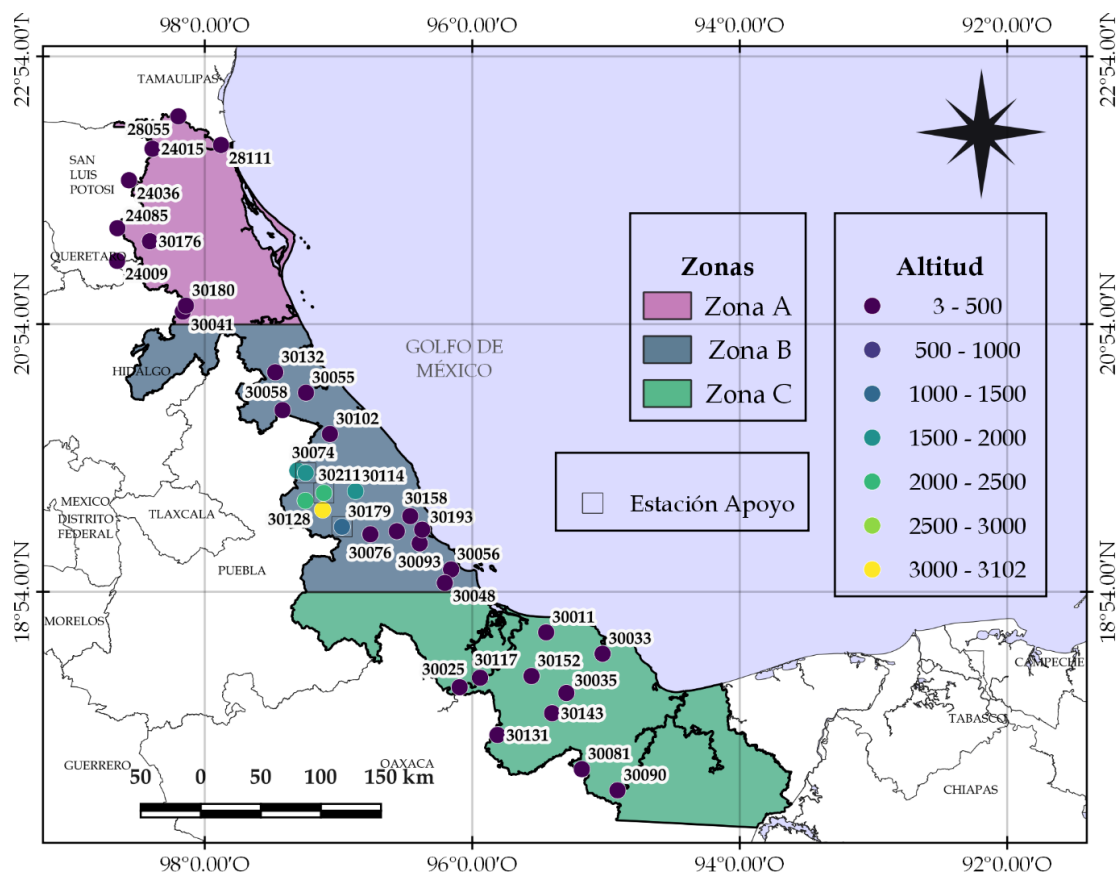 98°0.00'O
96°0.00'O
94°0.00'O
92°0.00'O
22°54.00'N
22°54.00'N
TAMAULIPAS
28055
24015
28111
SAN
LUIS
POTOSI
24036
24085
30176
QUERETARO
24009
30180
30041
20°54.00'N
20°54.00'N
Zonas
Zona A
Zona B
Zona C
Altitud
3 - 500
500 - 1000
1000 - 1500
1500 - 2000
2000 - 2500
2500 - 3000
3000 - 3102
Estación Apoyo
GOLFO DE
MÉXICO
HIDALGO
30132
30055
30058
30102
30074
30211
30114
30158
30128
30179
30193
30076
30093
30056
30048
MEXICO
DISTRITO
FEDERAL
TLAXCALA
PUEBLA
18°54.00'N
18°54.00'N
MORELOS
30011
30033
30025
30117
30152
30035
30143
30131
30081
30090
CAMPECHE
TABASCO
CHIAPAS
GUERRERO
OAXACA
50
0
50
100
150 km
98°0.00'O
96°0.00'O
94°0.00'O
92°0.00'O